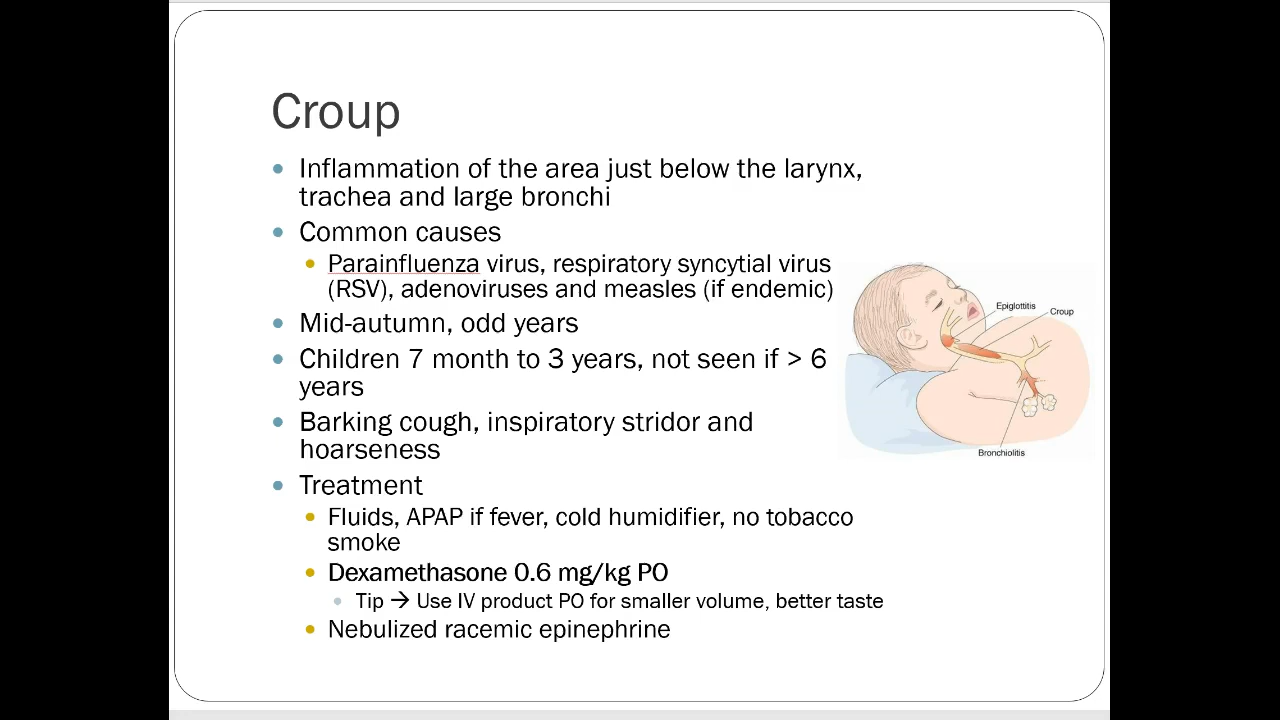 Croup
Inflammation of the area just below the larynx,
trachea and large bronchi
Common causes
Parainfluenza virus, respiratory syncytial virus
(RSV), adenoviruses and measles (if endemic)
Mid-autumn, odd years
Children 7 month to 3 years, not seen if > 6
years
Barking cough, inspiratory stridor and
hoarseness
Treatment
Fluids, APAP if fever, cold humidifier, no tobacco
smoke
Dexamethasone 0.6 mg/kg PO
Tip → Use IV product PO for smaller volume, better taste
Nebulized racemic epinephrine
Epiglottitis
Croup
Bronchiolitis